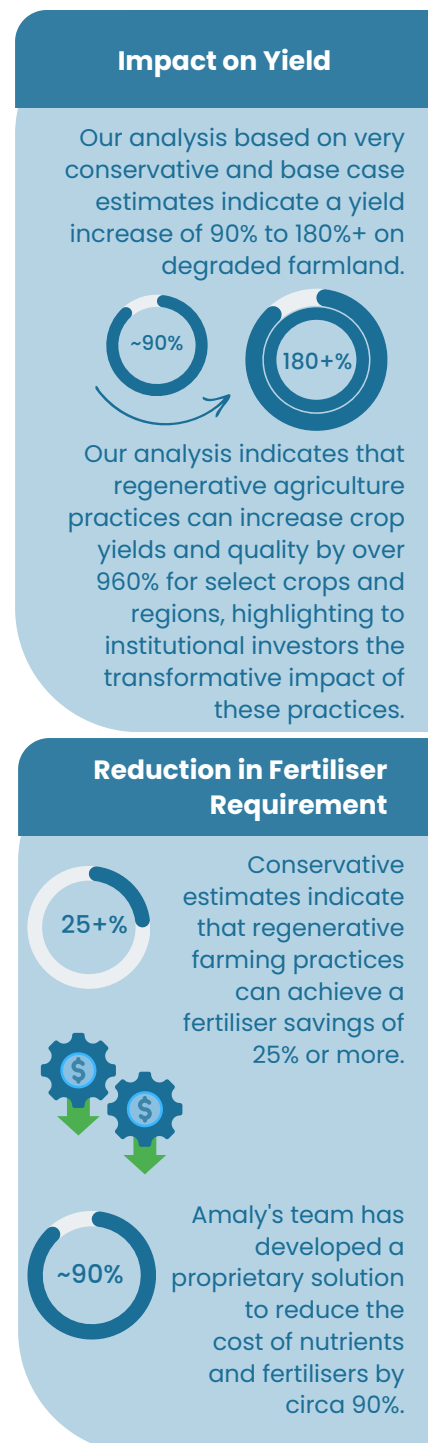 Impact on Yield
Our analysis based on very
conservative and base case
estimates indicate a yield
increase of 90% to 180%+ on
degraded farmland.
~90%
180+%
Our analysis indicates that
regenerative agriculture
practices can increase crop
yields and quality by over
960% for select crops and
regions, highlighting to
institutional investors the
transformative impact of
these practices.
Reduction in Fertiliser
Requirement
25+%
Conservative
estimates indicate
that regenerative
farming practices
can achieve a
fertiliser savings of
25% or more.
$
$
~90%
Amaly's team has
developed a
proprietary solution
to reduce the
cost of nutrients
and fertilisers by
circa 90%.